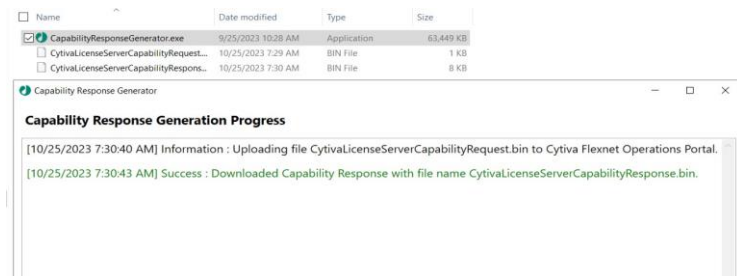 Name Date modified Type Size
CapabilityResponseGenerator.exe 9/25/2023 10:28 AM Application 63,449 KB
CytivaLicenseServerCapabilityRequest... 10/25/2023 7:29 AM BIN File 1 KB
CytivaLicenseServerCapabilityRespons... 10/25/2023 7:30 AM BIN File 8 KB
Capability Response Generator
Capability Response Generation Progress
[10/25/2023 7:30:40 AM] Information : Uploading file CytivaLicenseServerCapabilityRequest.bin to Cytiva Flexnet Operations Portal.
[10/25/2023 7:30:43 AM] Success : Downloaded Capability Response with file name CytivaLicenseServerCapabilityResponse.bin.